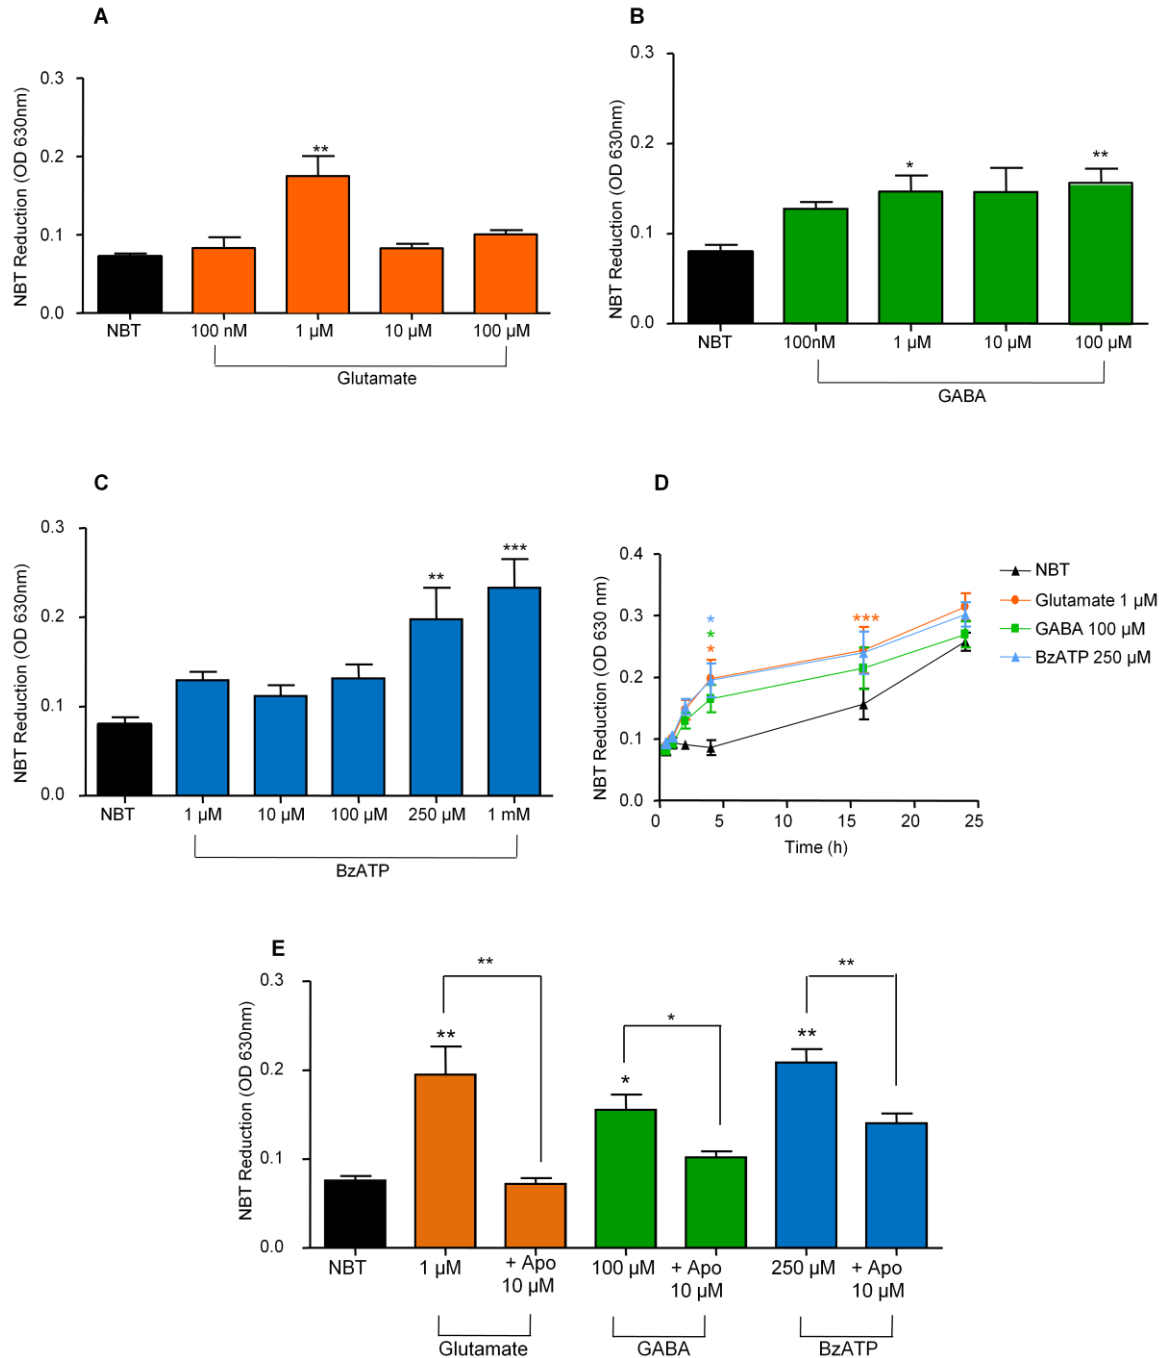 A
NBT Reduction (OD 630nm)
0.3
0.2
0.1
0.0
**
NBT 100 nM 1 µM 10 µM 100 µM
Glutamate
B
NBT Reduction (OD 630nm)
0.3
0.2
0.1
0.0
* **
NBT 100nM 1 µM 10 µM 100 µM
GABA
C
NBT Reduction (OD 630nm)
0.3
0.2
0.1
0.0
** ***
NBT 1 µM 10 µM 100 µM 250 µM 1 mM
BzATP
D
NBT Reduction (OD 630 nm)
0.4
0.3
0.2
0.1
0.0
*
*
*
***
0 5 10 15 20 25
Time (h)
NBT
Glutamate 1 µM
GABA 100 µM
BzATP 250 µM
E
NBT Reduction (OD 630nm)
0.3
0.2
0.1
0.0
** * **
** * **
NBT 1 µM + Apo 100 µM + Apo 250 µM + Apo
10 µM 10 µM 10 µM
Glutamate GABA BzATP